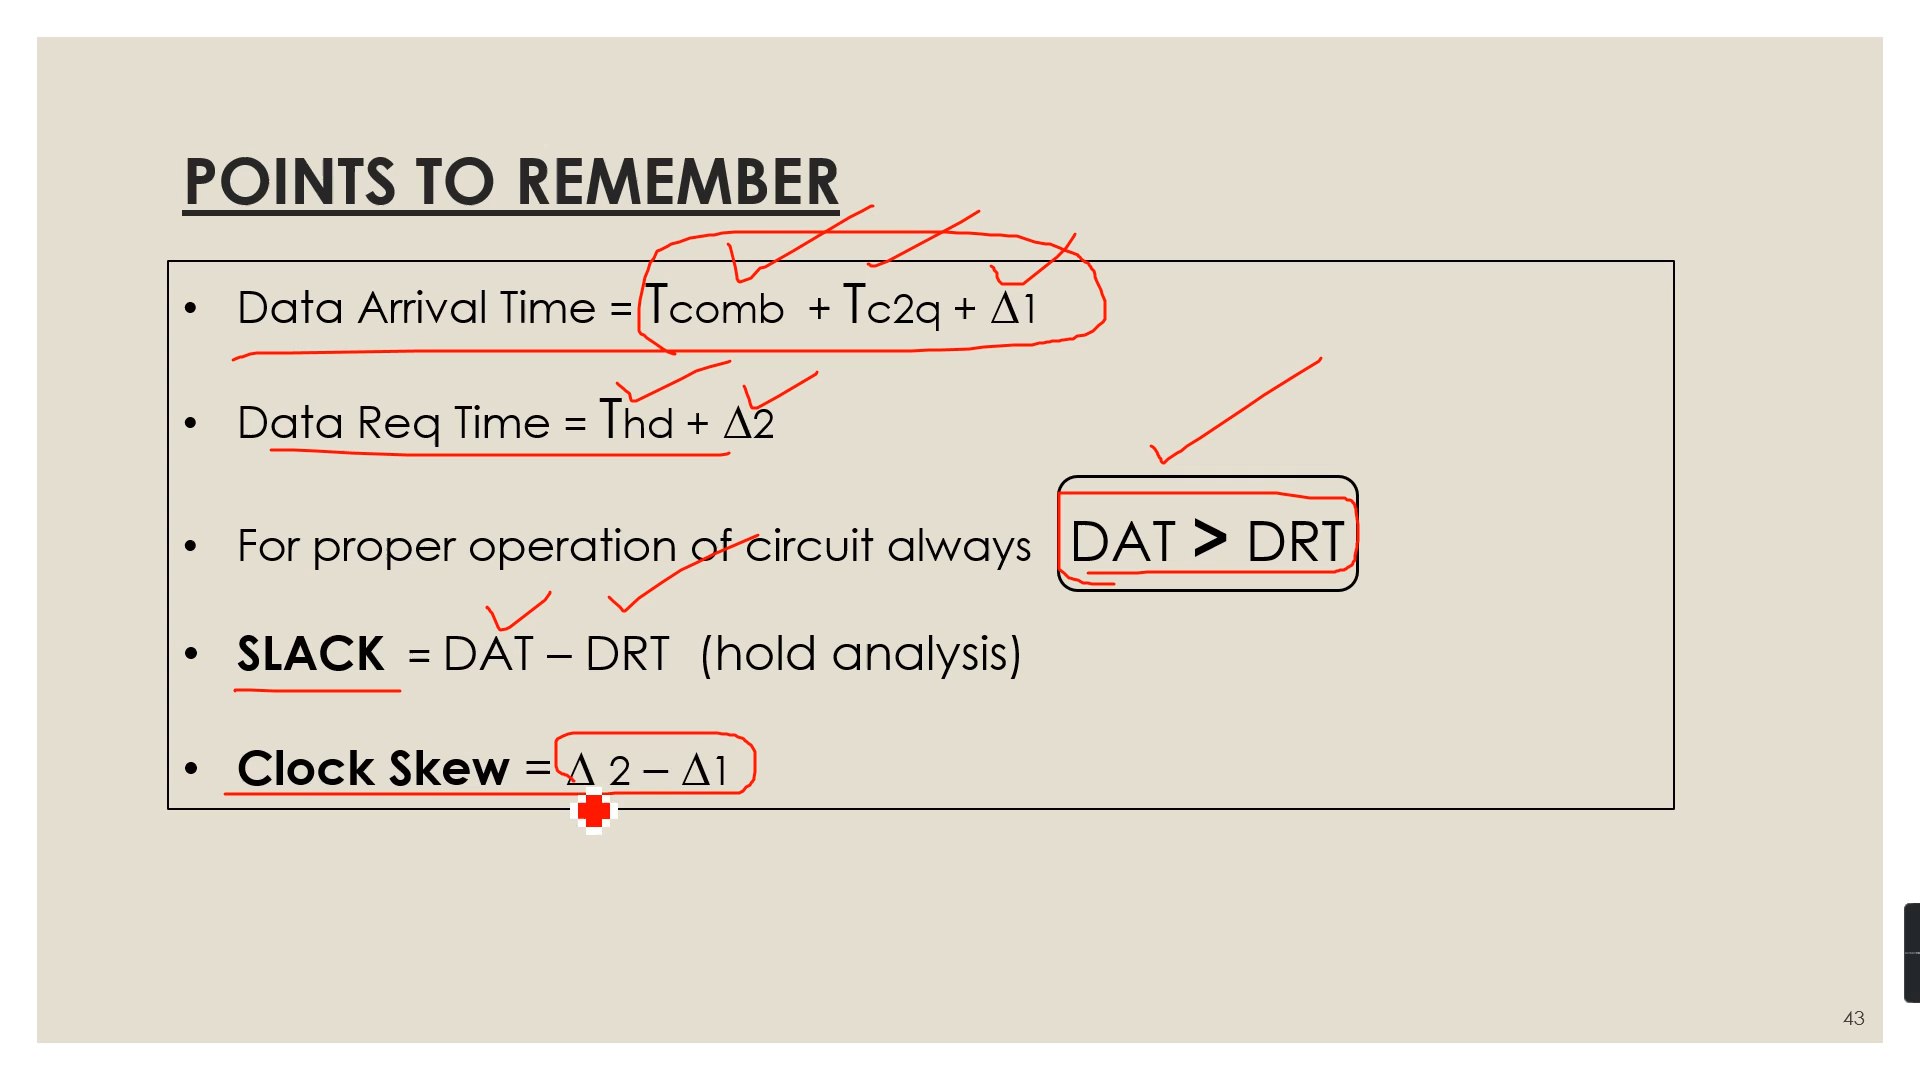 POINTS TO REMEMBER
• Data Arrival Time = Tcomb + Tc2q + Δ1
• Data Req Time = Thd + Δ2
• For proper operation of circuit always DAT > DRT
• SLACK = DAT – DRT (hold analysis)
• Clock Skew = Δ 2 – Δ1
43